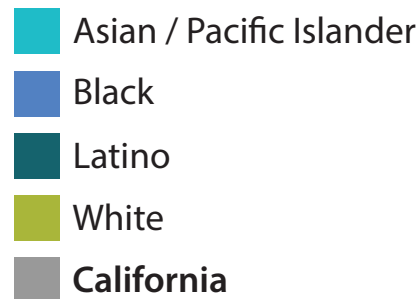 Asian / Pacific Islander
Black
Latino
White
California